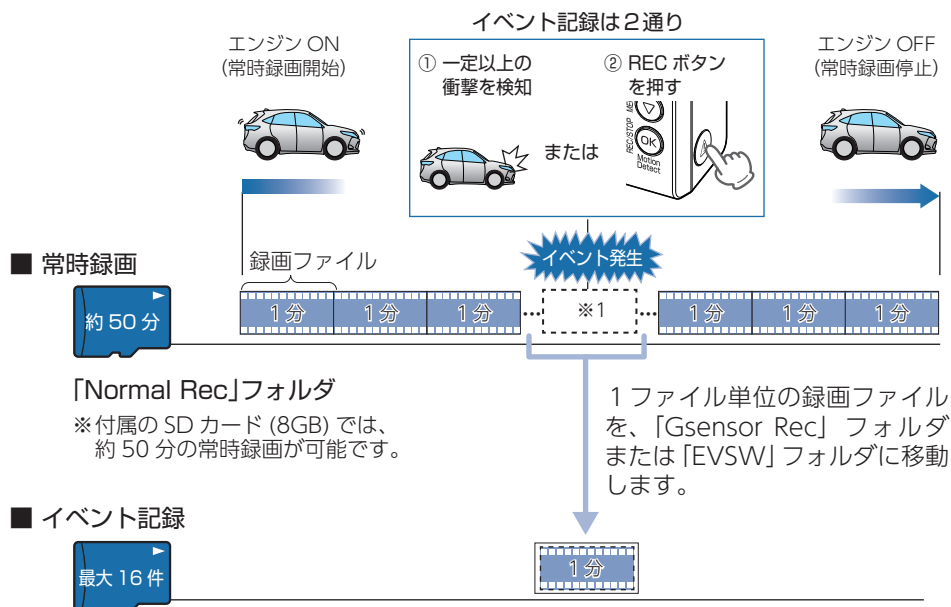 イベント記録は2通り
エンジン ON
(常時録画開始)
① 一定以上の
衝撃を検知
または
② REC ボタン
を押す
ME
REC/STOP
OK
Motion
Detect
エンジン OFF
(常時録画停止)
イベント発生
■ 常時録画
録画ファイル
約 50 分
1 分
1 分
1 分
※1
1 分
1 分
1 分
「Normal Rec」フォルダ
※付属の SD カード (8GB) では、
約 50 分の常時録画が可能です。
1 ファイル単位の録画ファイル
を、「Gsensor Rec」フォルダ
または「EVSW」フォルダに移動
します。
■ イベント記録
最大 16 件
1 分